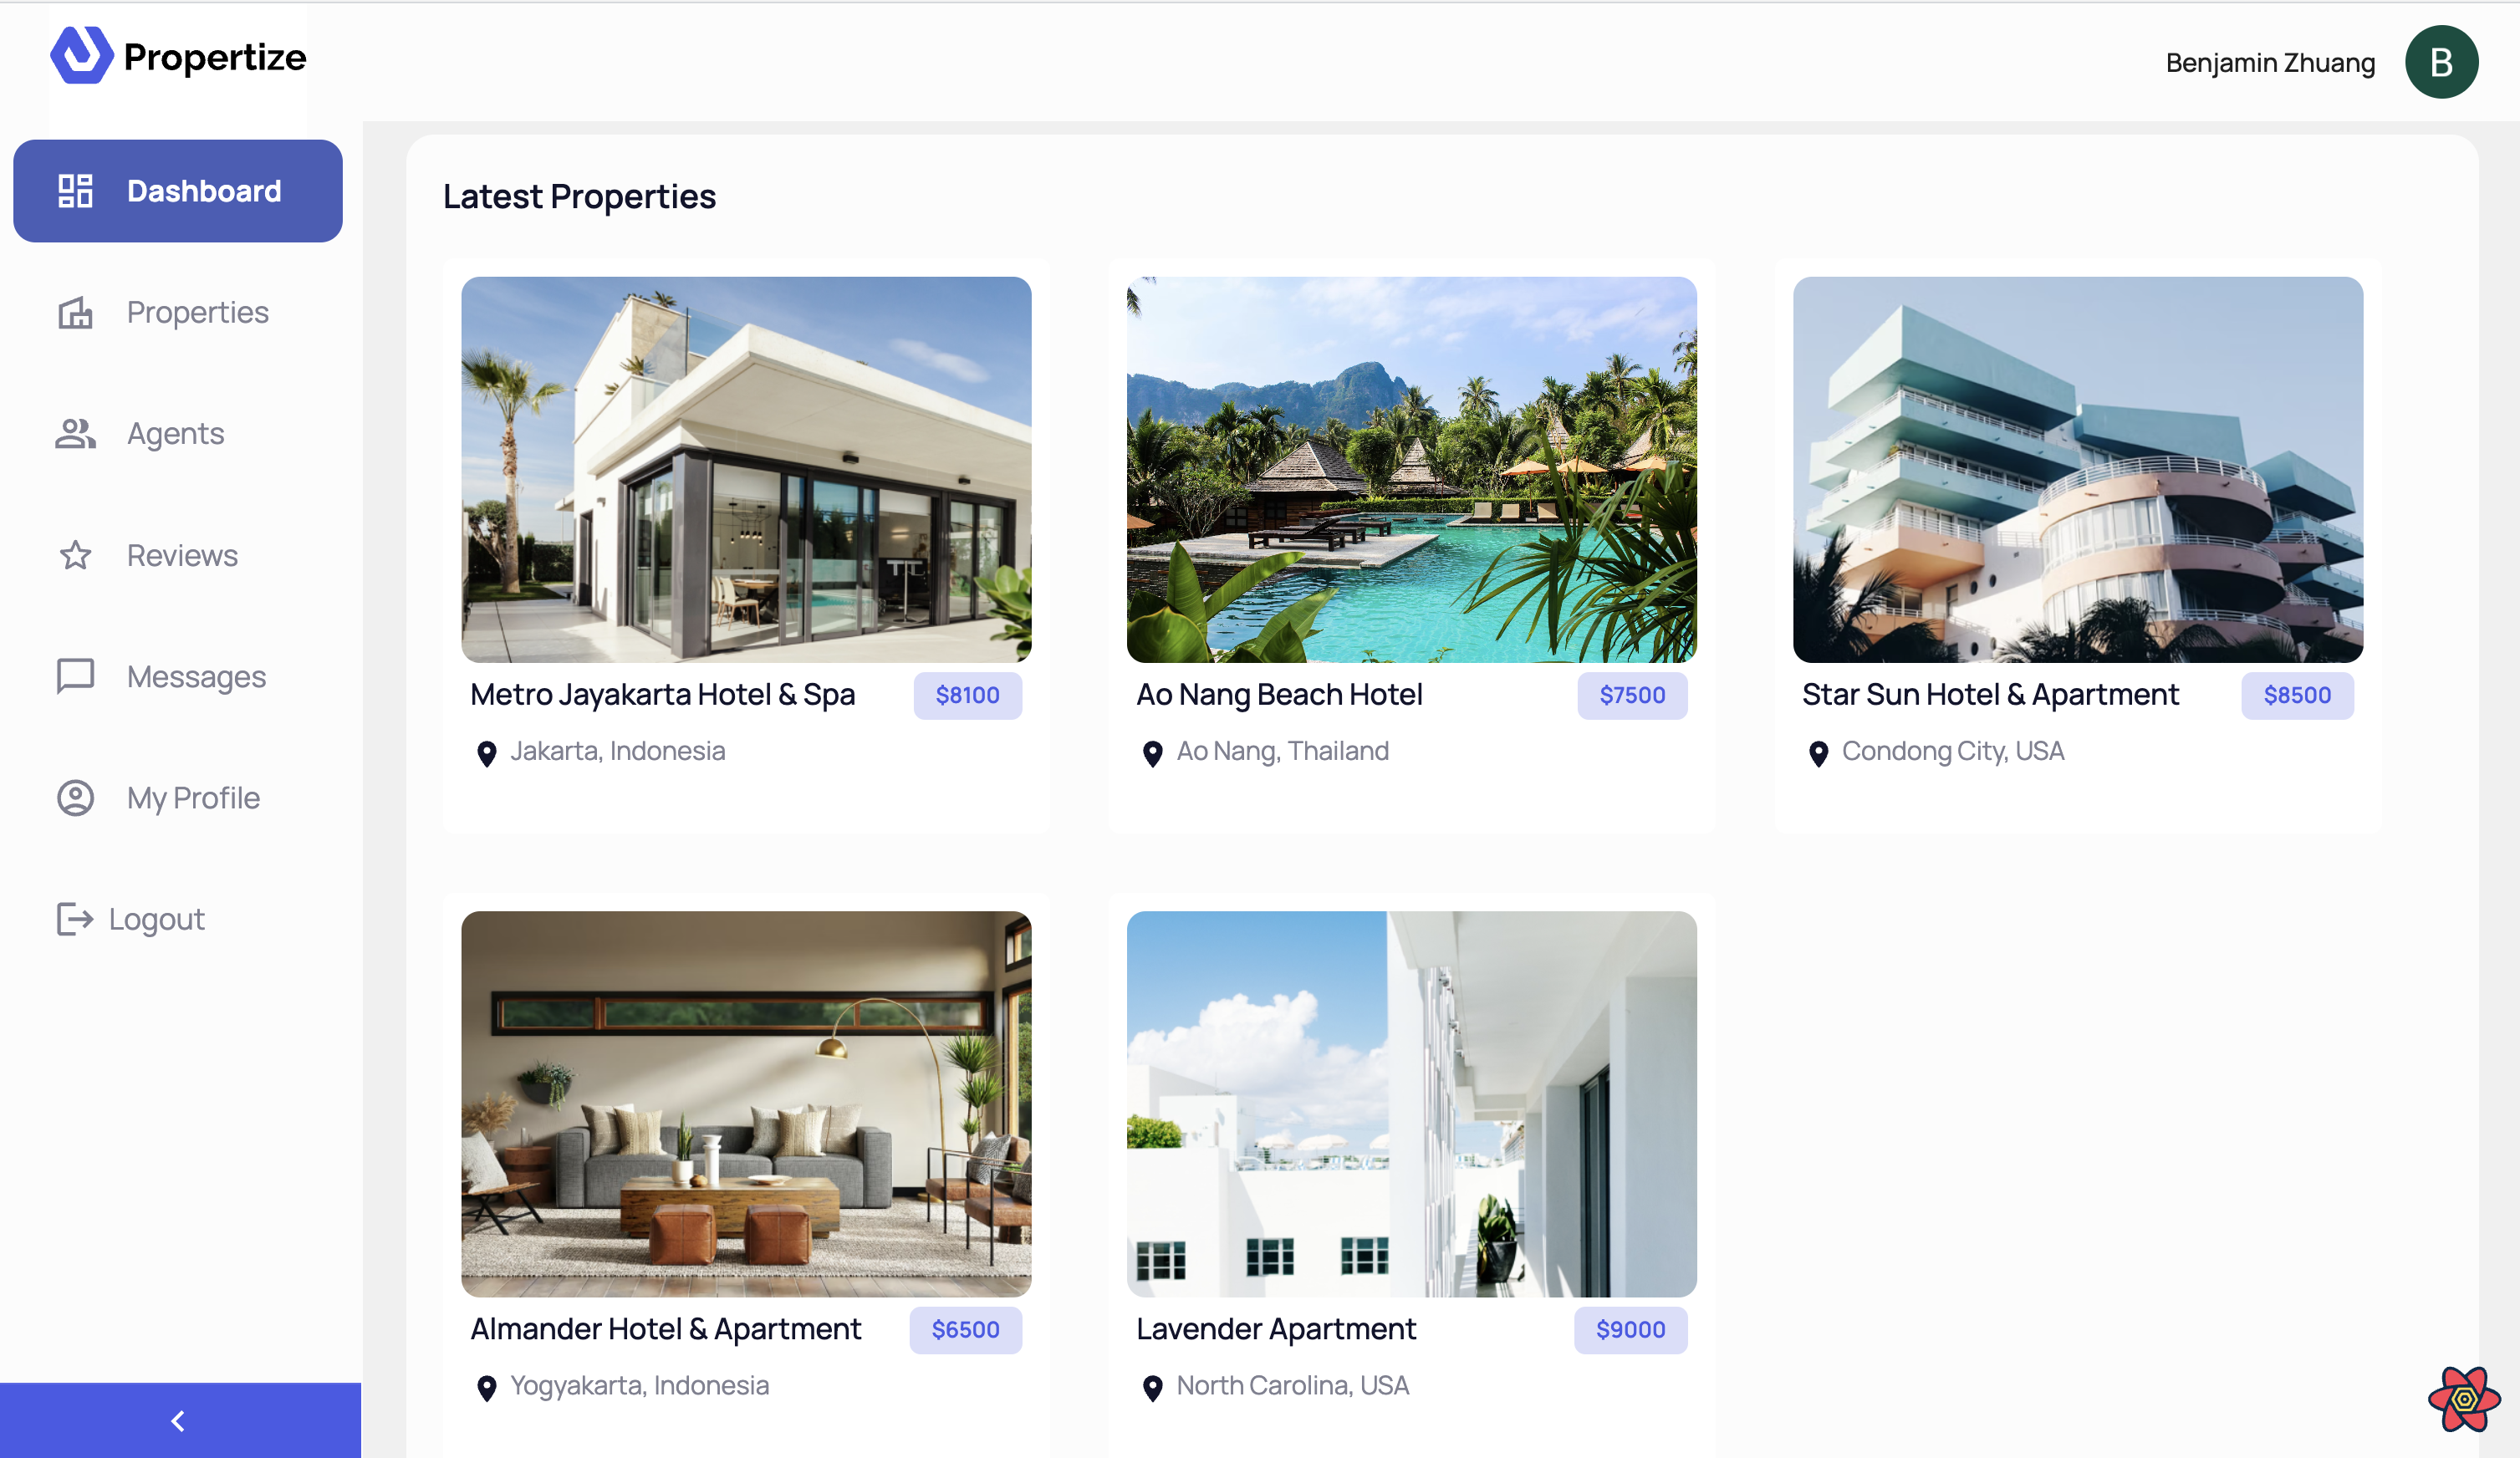 Propertize
Benjamin Zhuang
B
Dashboard
Properties
Agents
Reviews
Messages
My Profile
Logout
Latest Properties
Metro Jayakarta Hotel & Spa
$8100
Jakarta, Indonesia
Ao Nang Beach Hotel
$7500
Ao Nang, Thailand
Star Sun Hotel & Apartment
$8500
Condong City, USA
Almander Hotel & Apartment
$6500
Yogyakarta, Indonesia
Lavender Apartment
$9000
North Carolina, USA